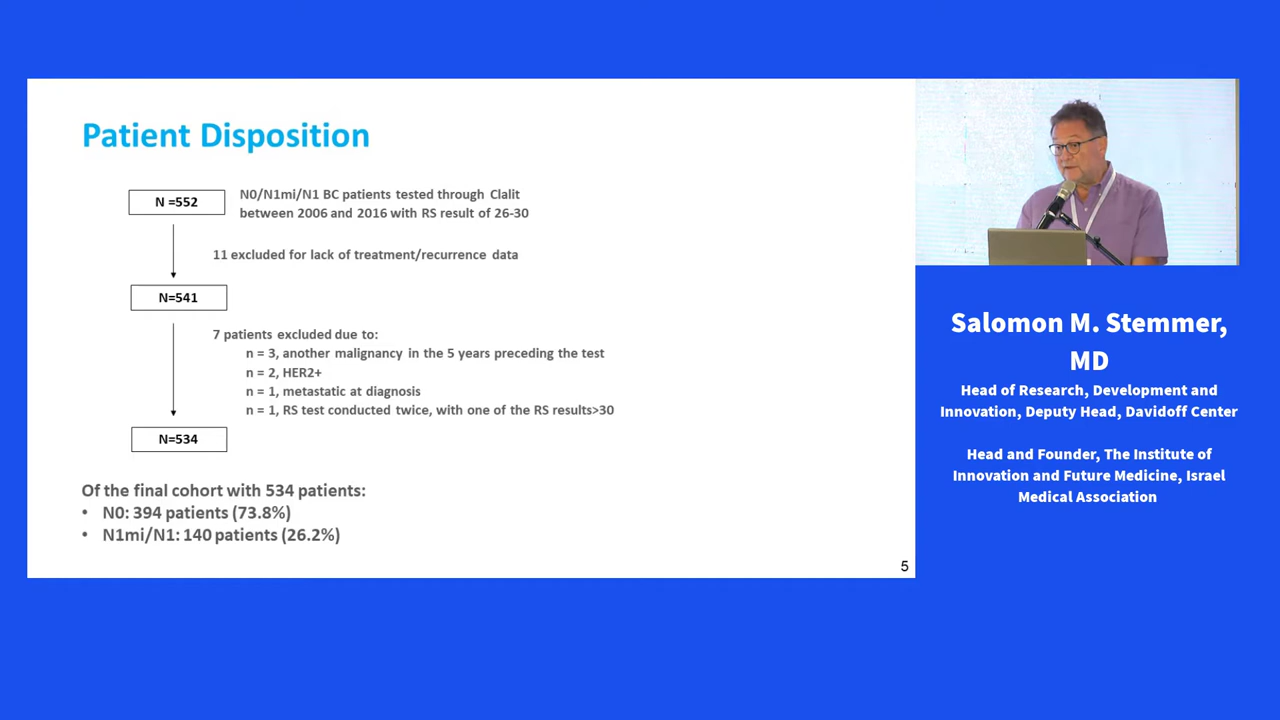 Patient Disposition
N =552
N0/N1mi/N1 BC patients tested through Clalit
between 2006 and 2016 with RS result of 26-30
11 excluded for lack of treatment/recurrence data
N=541
7 patients excluded due to:
n = 3, another malignancy in the 5 years preceding the test
n = 2, HER2+
n = 1, metastatic at diagnosis
n = 1, RS test conducted twice, with one of the RS results>30
N=534
Of the final cohort with 534 patients:
• N0: 394 patients (73.8%)
• N1mi/N1: 140 patients (26.2%)
5
Salomon M. Stemmer,
MD
Head of Research, Development and
Innovation, Deputy Head, Davidoff Center
Head and Founder, The Institute of
Innovation and Future Medicine, Israel
Medical Association